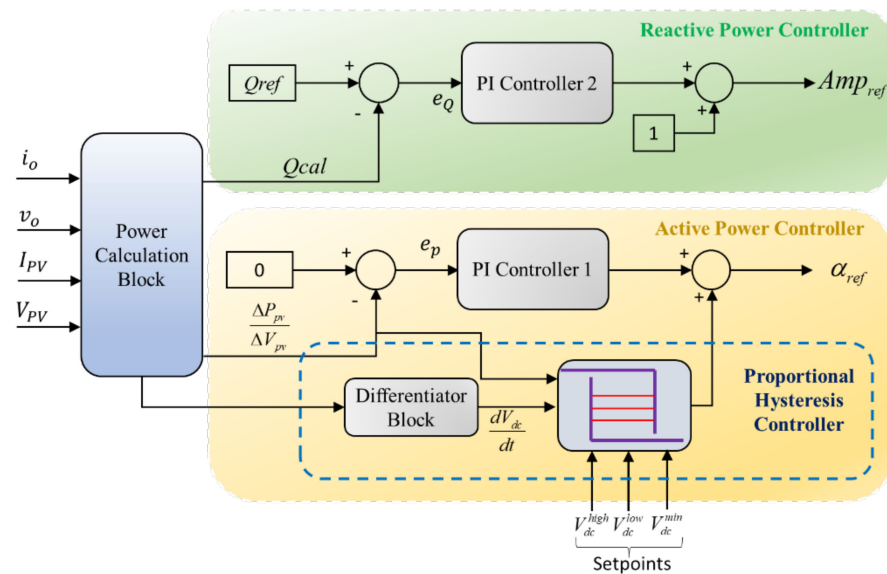 Reactive Power Controller
Qref
+
-
e_Q
PI Controller 2
+
+
1
Amp_ref
Qcal
i_o
v_o
I_PV
V_PV
Power
Calculation
Block
Active Power Controller
0
+
-
e_p
PI Controller 1
+
+
α_ref
ΔP_pv
ΔV_pv
Differentiator
Block
dV_dc
dt
Proportional
Hysteresis
Controller
V_dc^high V_dc^low V_dc^min
Setpoints